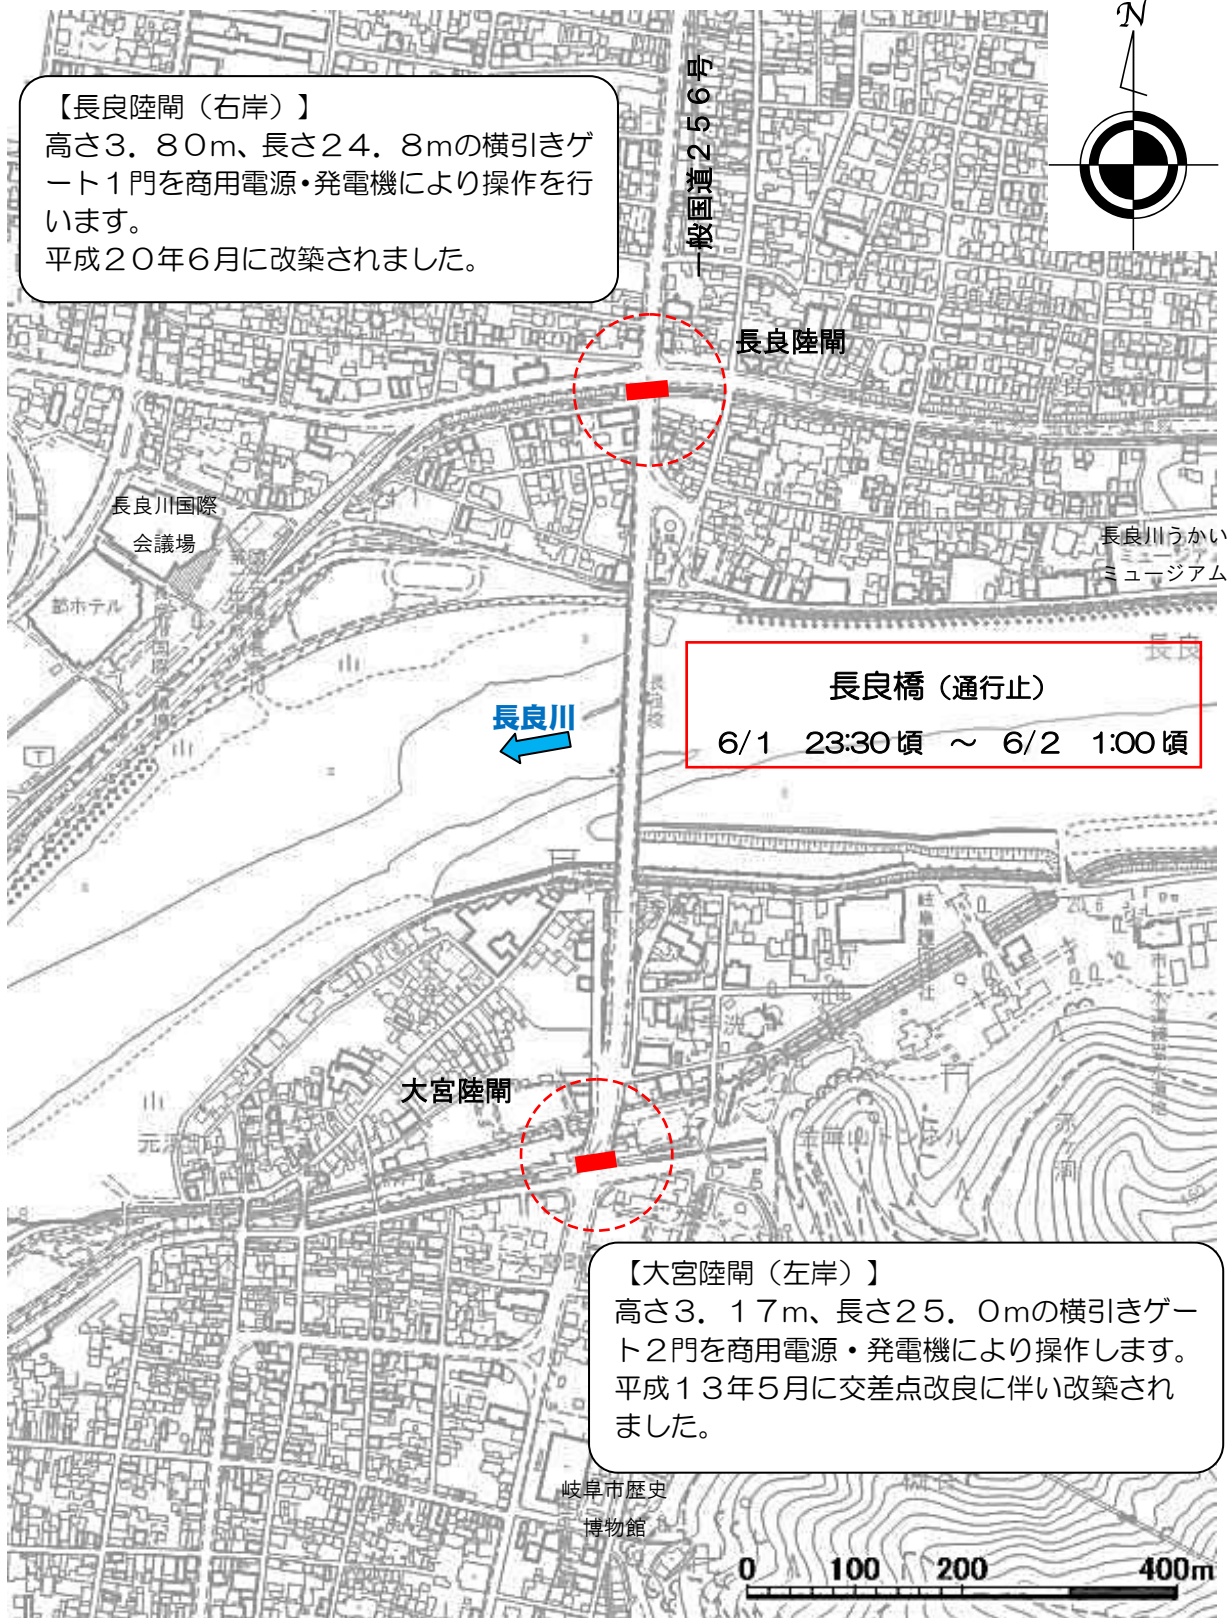 N
【長良陸閘（右岸）】
高さ３．８０ｍ、長さ２４．８ｍの横引きゲ
ート１門を商用電源・発電機により操作を行
います。
平成２０年６月に改築されました。
一般国道２５６号
長良陸閘
長良川国際
会議場
都ホテル
長良川うかい
ミュージアム
長良
長良橋（通行止）
6/1　23:30頃　～　6/2　1:00頃
長良川
大宮陸閘
【大宮陸閘（左岸）】
高さ３．１７ｍ、長さ２５．０ｍの横引きゲー
ト２門を商用電源・発電機により操作します。
平成１３年５月に交差点改良に伴い改築され
ました。
岐阜市歴史
博物館
0 100 200 400m